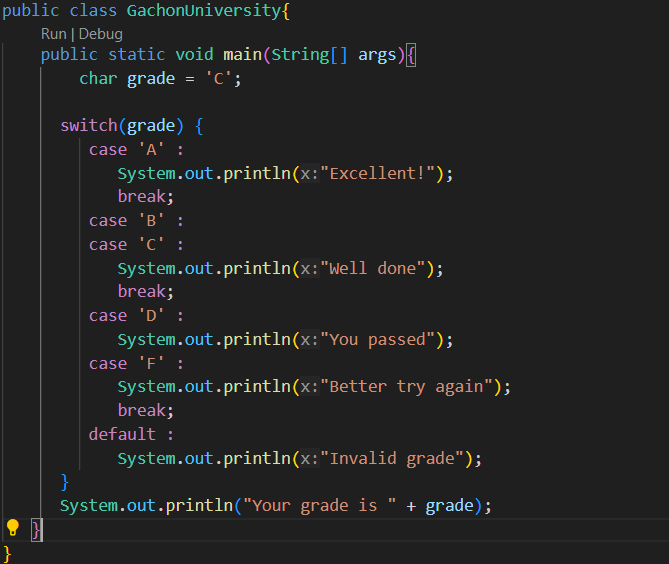 public class GachonUniversity{
Run | Debug
public static void main(String[] args){
char grade = 'C';
switch(grade) {
case 'A' :
System.out.println(x:"Excellent!");
break;
case 'B' :
case 'C' :
System.out.println(x:"Well done");
break;
case 'D' :
System.out.println(x:"You passed");
case 'F' :
System.out.println(x:"Better try again");
break;
default :
System.out.println(x:"Invalid grade");
}
System.out.println("Your grade is " + grade);
}
}